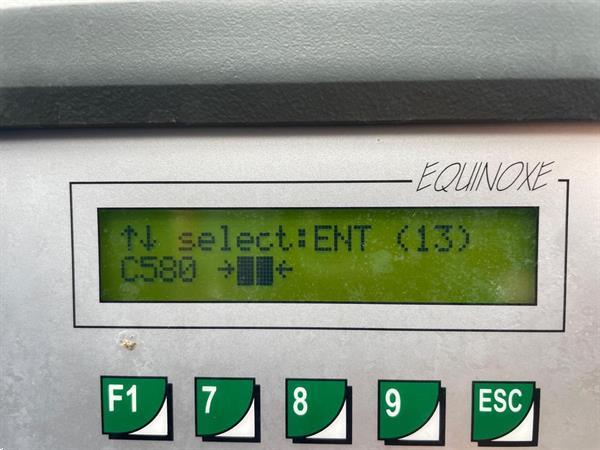 EQUINOXE
↑↓ select:ENT (13)
C580 →██←
F1 7 8 9 ESC